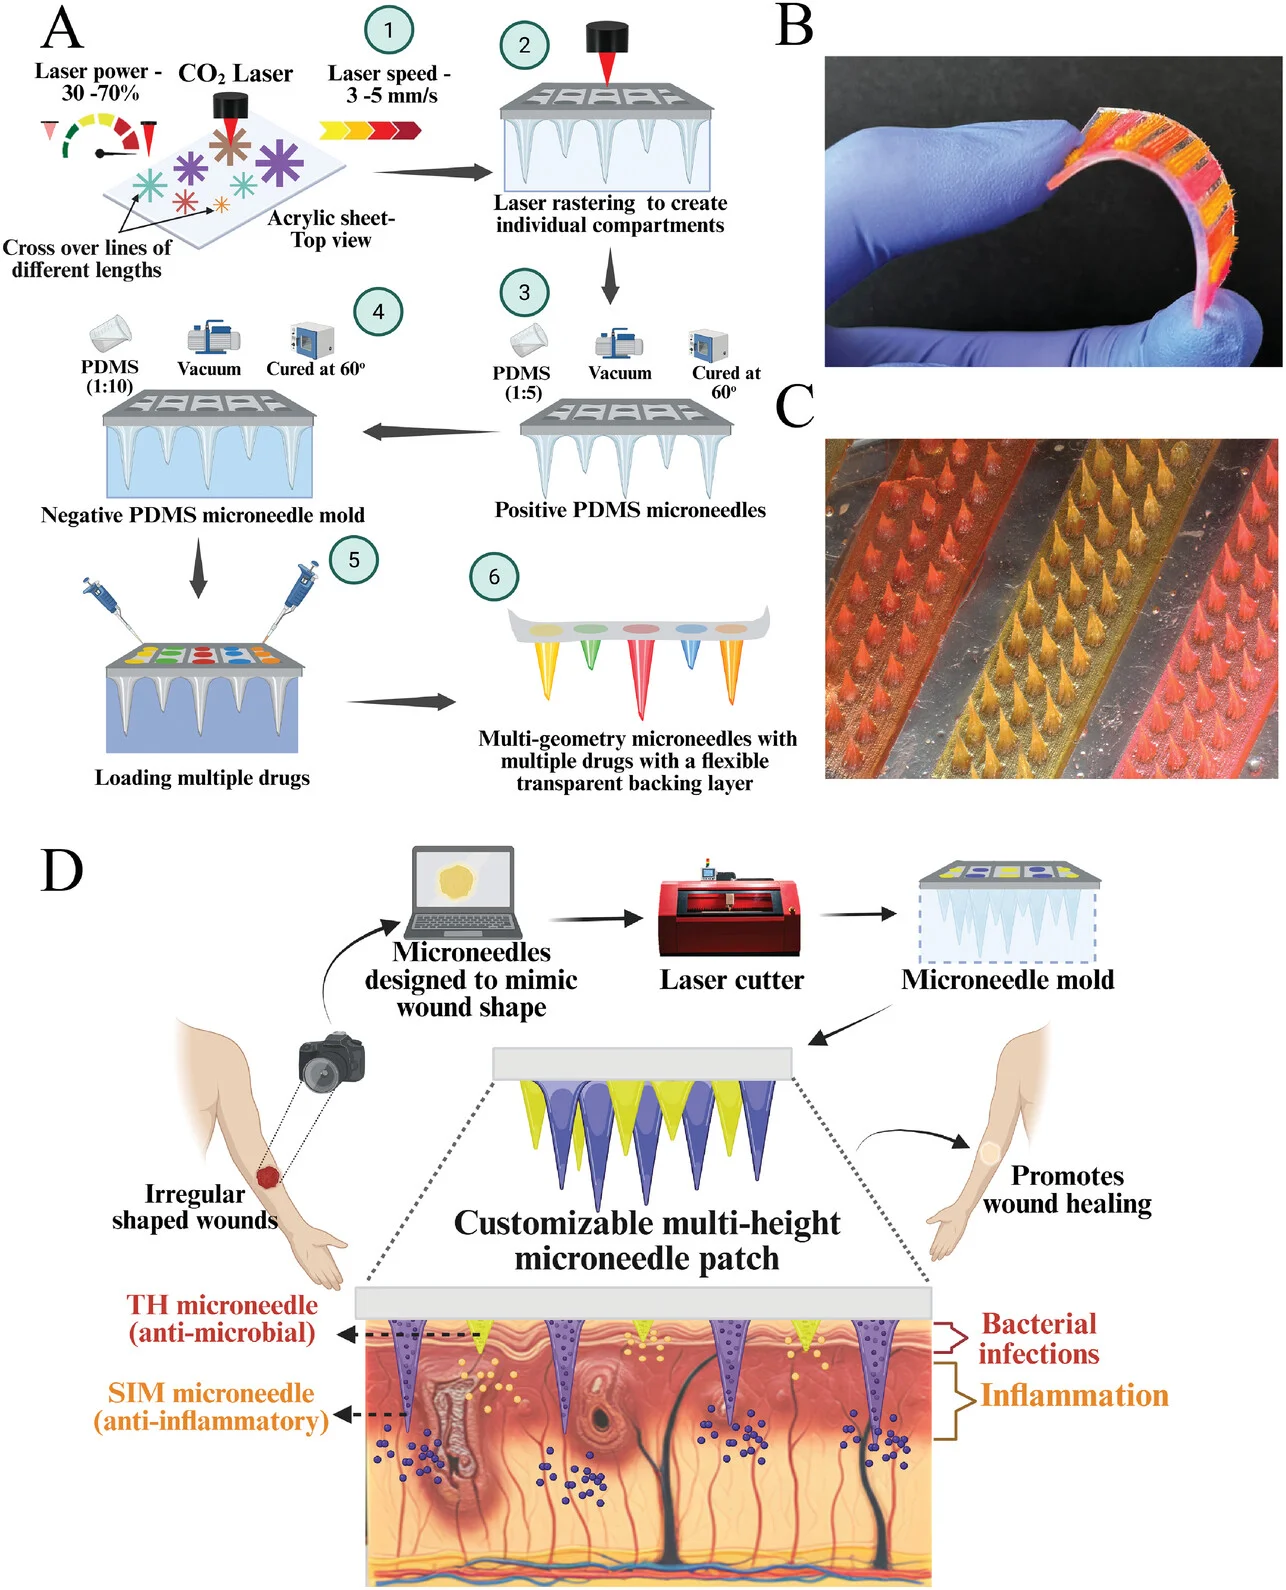 A
1
Laser power -
30 -70%
CO₂ Laser
Laser speed -
3 -5 mm/s
Acrylic sheet-
Top view
Cross over lines of
different lengths
2
Laser rastering to create
individual compartments
3
PDMS
(1:5)
Vacuum
Cured at
60º
Positive PDMS microneedles
4
PDMS
(1:10)
Vacuum
Cured at 60º
Negative PDMS microneedle mold
5
Loading multiple drugs
6
Multi-geometry microneedles with
multiple drugs with a flexible
transparent backing layer
B
C
D
Microneedles
designed to mimic
wound shape
Laser cutter
Microneedle mold
Irregular
shaped wounds
Customizable multi-height
microneedle patch
Promotes
wound healing
TH microneedle
(anti-microbial)
SIM microneedle
(anti-inflammatory)
Bacterial
infections
Inflammation